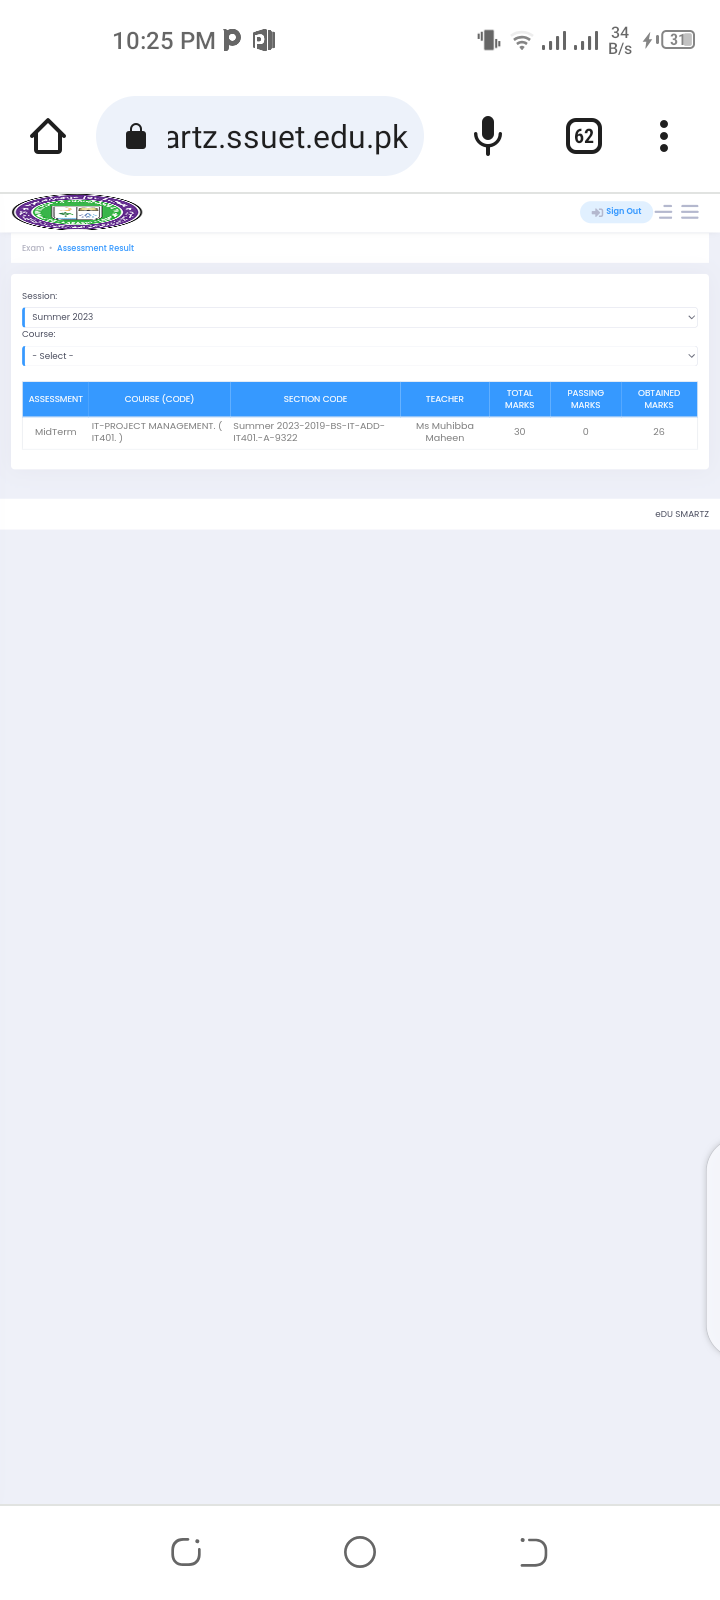 10:25 PM
34
B/s
31
artz.ssuet.edu.pk
62
Sign Out
Exam • Assessment Result
Session:
Summer 2023
Course:
- Select -
ASSESSMENT COURSE (CODE) SECTION CODE TEACHER TOTAL MARKS PASSING MARKS OBTAINED MARKS
MidTerm IT-PROJECT MANAGEMENT. ( IT401. ) Summer 2023-2019-BS-IT-ADD-IT401.-A-9322 Ms Muhibba Maheen 30 0 26
eDU SMARTZ